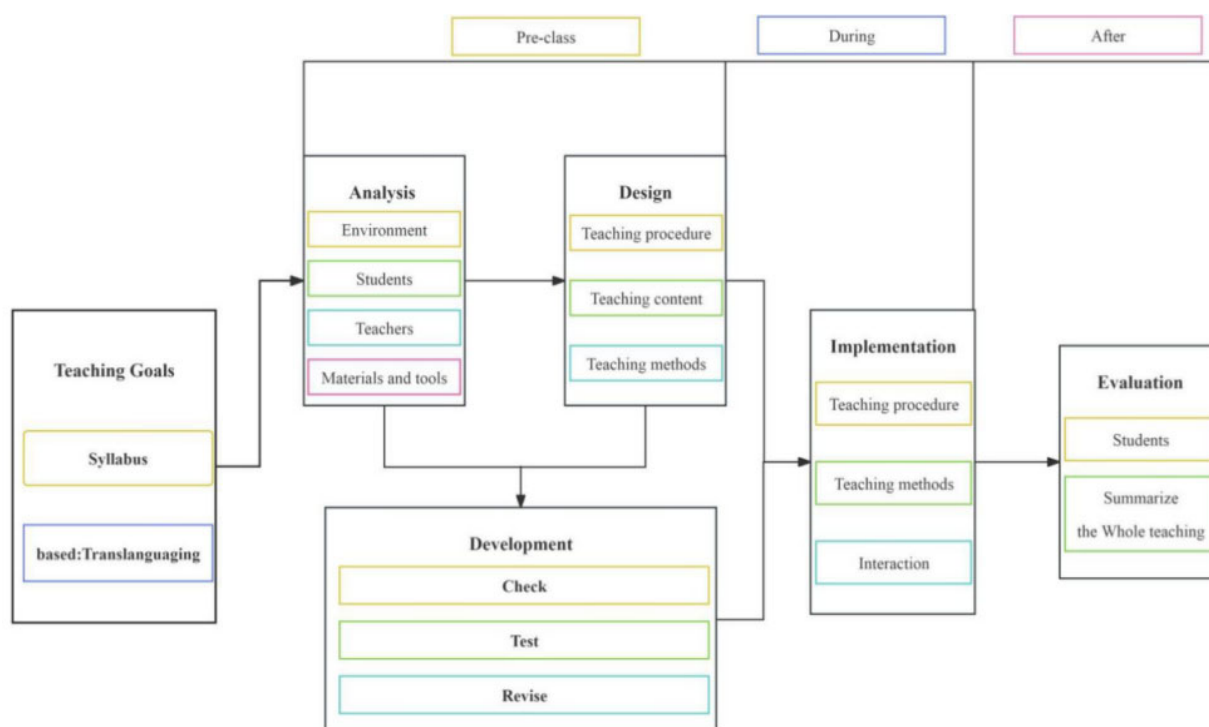 Pre-class
During
After
Analysis
Environment
Students
Teachers
Materials and tools
Design
Teaching procedure
Teaching content
Teaching methods
Teaching Goals
Syllabus
based:Translanguaging
Development
Check
Test
Revise
Implementation
Teaching procedure
Teaching methods
Interaction
Evaluation
Students
Summarize
the Whole teaching